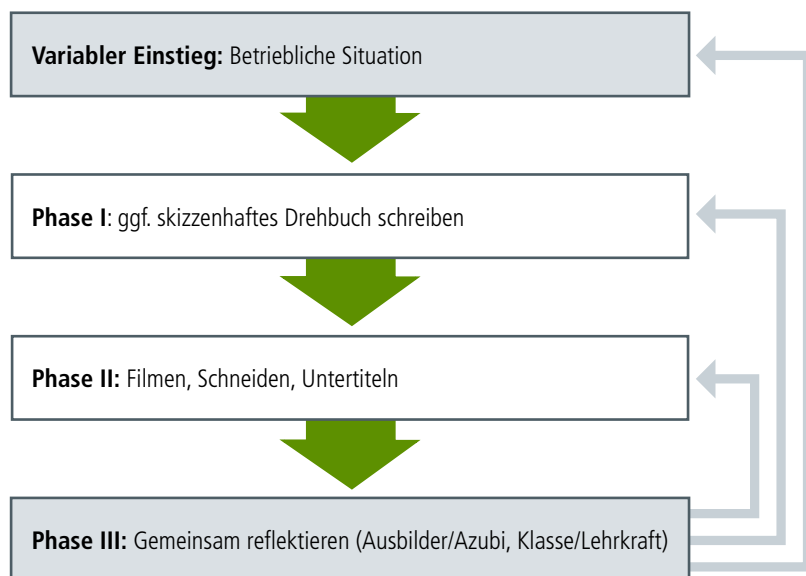 Variabler Einstieg: Betriebliche Situation
Phase I: ggf. skizzenhaftes Drehbuch schreiben
Phase II: Filmen, Schneiden, Untertiteln
Phase III: Gemeinsam reflektieren (Ausbilder/Azubi, Klasse/Lehrkraft)